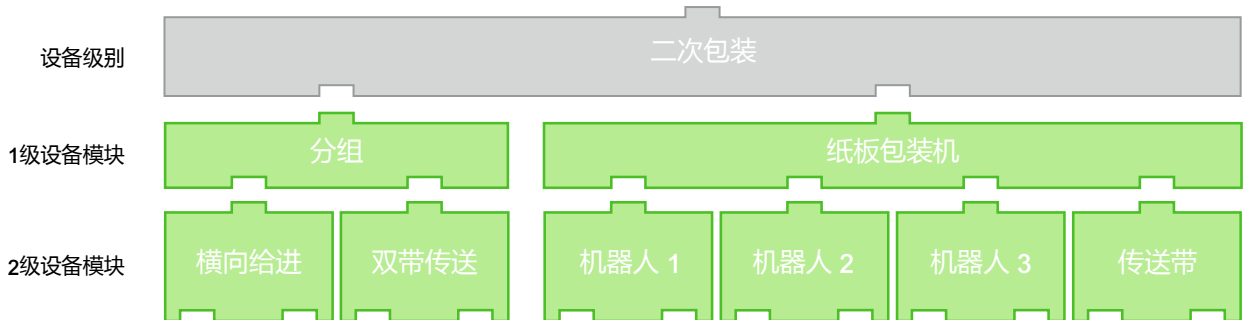 设备级别
二次包装
1级设备模块
分组
纸板包装机
2级设备模块
横向给进
双带传送
机器人 1
机器人 2
机器人 3
传送带